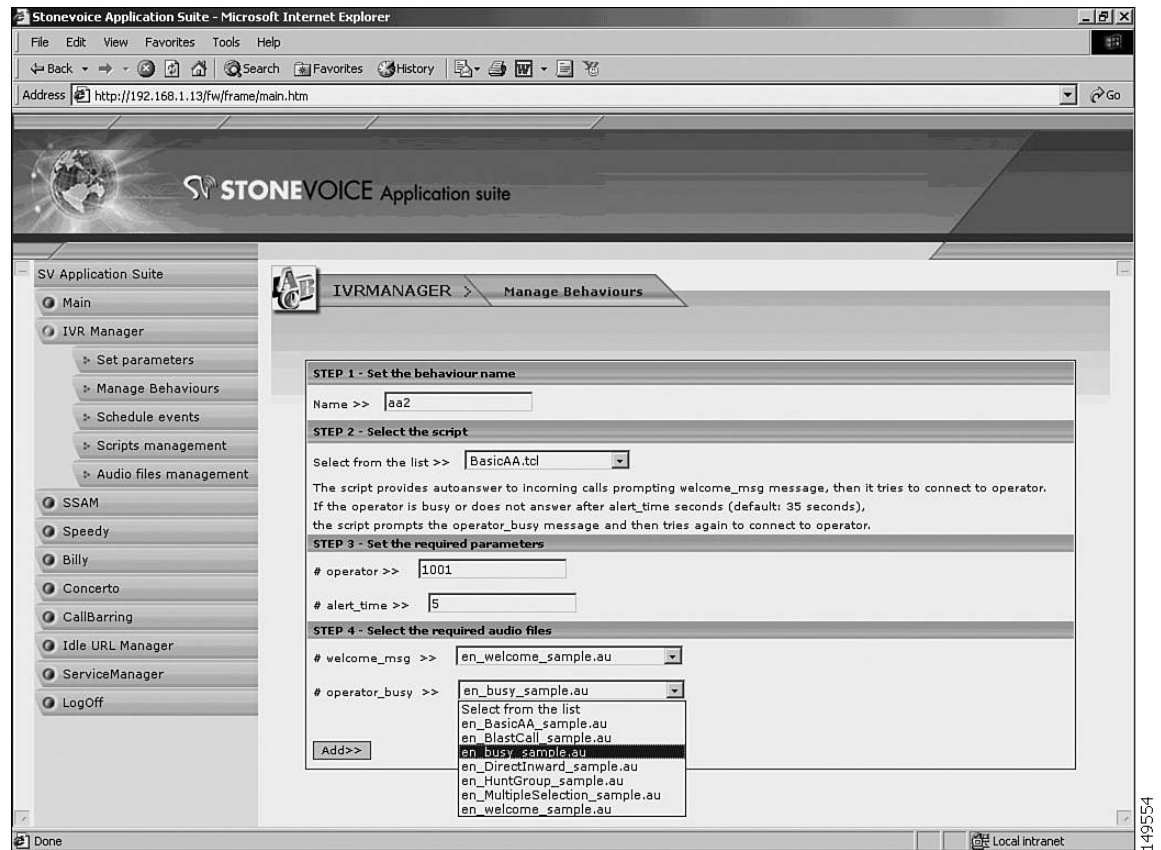 Stonevoice Application Suite - Microsoft Internet Explorer
File Edit View Favorites Tools Help
Back Search Favorites History
Address http://192.168.1.13/fw/frame/main.htm Go
SV STONEVOICE Application suite
SV Application Suite
Main
IVR Manager
Set parameters
Manage Behaviours
Schedule events
Scripts management
Audio files management
SSAM
Speedy
Billy
Concerto
CallBarring
Idle URL Manager
ServiceManager
LogOff
ABC
IVRMANAGER > Manage Behaviours
STEP 1 - Set the behaviour name
Name >> aa2
STEP 2 - Select the script
Select from the list >> BasicAA.tcl
The script provides autoanswer to incoming calls prompting welcome_msg message, then it tries to connect to operator.
If the operator is busy or does not answer after alert_time seconds (default: 35 seconds),
the script prompts the operator_busy message and then tries again to connect to operator.
STEP 3 - Set the required parameters
# operator >> 1001
# alert_time >> 5
STEP 4 - Select the required audio files
# welcome_msg >> en_welcome_sample.au
# operator_busy >> en_busy_sample.au
Select from the list
en_BasicAA_sample.au
en_BlastCall_sample.au
en_busy_sample.au
en_DirectInward_sample.au
en_HuntGroup_sample.au
en_MultipleSelection_sample.au
en_welcome_sample.au
Add>>
Done Local intranet
149554